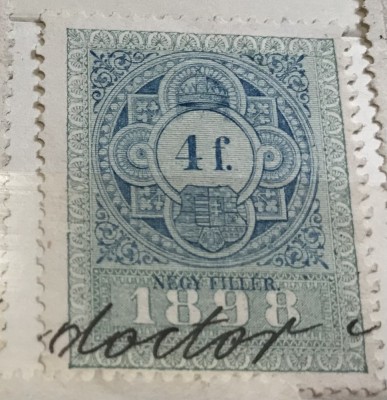 4 f.
NÉGY FILLÉR.
1898
doctor